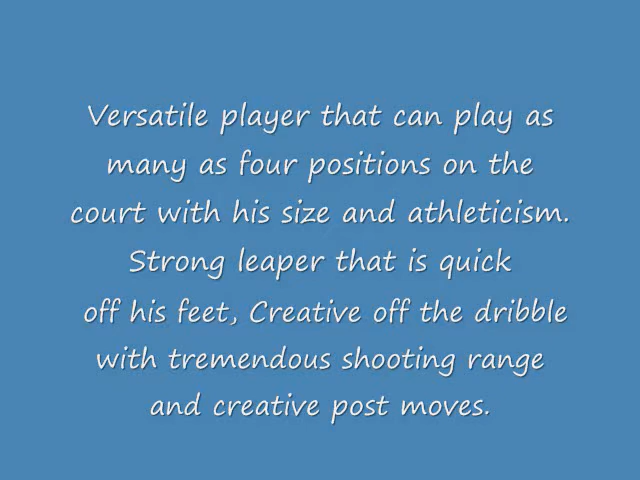 Versatile player that can play as
many as four positions on the
court with his size and athleticism.
Strong leaper that is quick
off his feet, Creative off the dribble
with tremendous shooting range
and creative post moves.